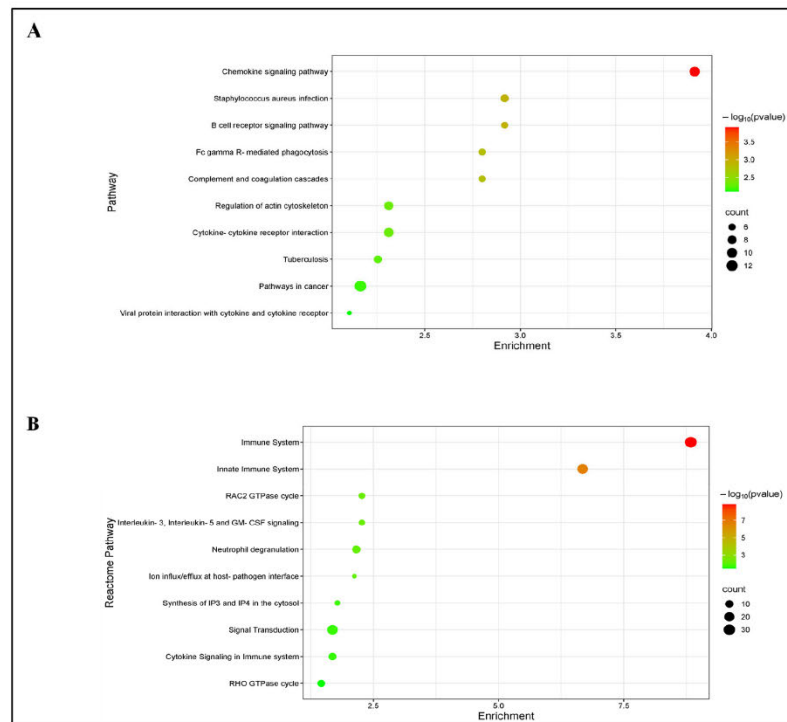 A
Chemokine signaling pathway
Staphylococcus aureus infection
B cell receptor signaling pathway
Fc gamma R- mediated phagocytosis
Complement and coagulation cascades
Regulation of actin cytoskeleton
Cytokine- cytokine receptor interaction
Tuberculosis
Pathways in cancer
Viral protein interaction with cytokine and cytokine receptor
Pathway
2.5 3.0 3.5 4.0
Enrichment
− log10(pvalue)
3.5
3.0
2.5
count
6
8
10
12
B
Immune System
Innate Immune System
RAC2 GTPase cycle
Interleukin- 3, Interleukin- 5 and GM- CSF signaling
Neutrophil degranulation
Ion influx/efflux at host- pathogen interface
Synthesis of IP3 and IP4 in the cytosol
Signal Transduction
Cytokine Signaling in Immune system
RHO GTPase cycle
Reactome Pathway
2.5 5.0 7.5
Enrichment
− log10(pvalue)
7
5
3
count
10
20
30